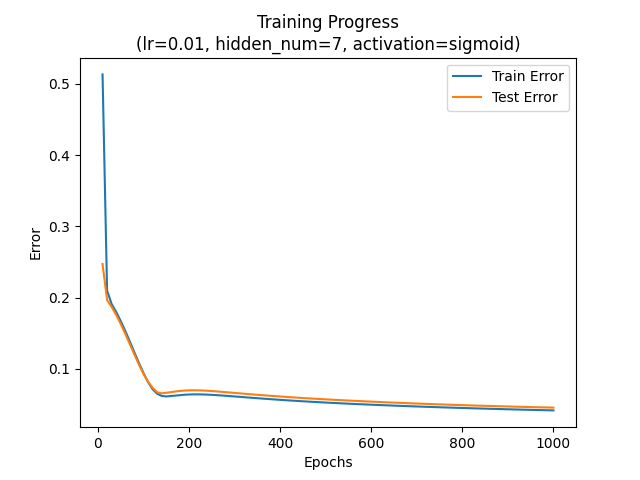 Training Progress
(lr=0.01, hidden_num=7, activation=sigmoid)
Train Error
Test Error
0.5
0.4
0.3
0.2
0.1
Error
0 200 400 600 800 1000
Epochs